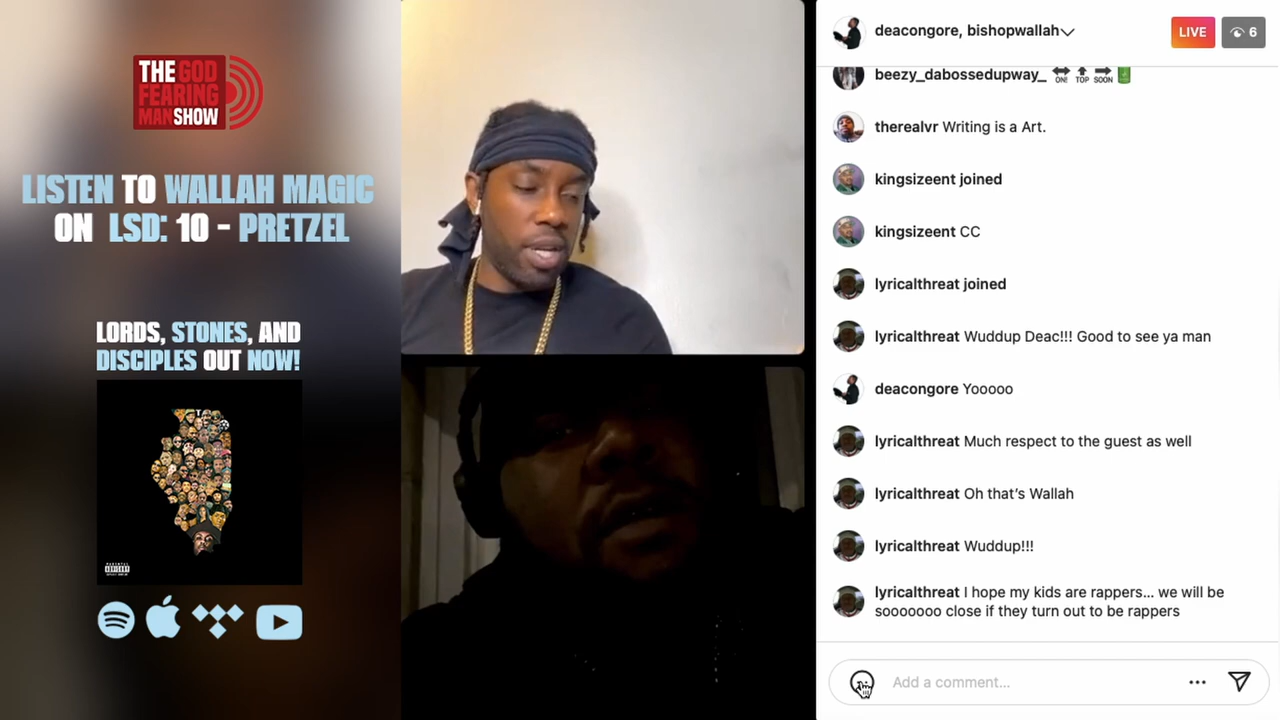 THE GOD
FEARING
MAN SHOW
LISTEN TO WALLAH MAGIC
ON LSD: 10 - PRETZEL
LORDS, STONES, AND
DISCIPLES OUT NOW!
PARENTAL
ADVISORY
deacongore, bishopwallah
LIVE
6
beezy_dabossedupway_ ON! TOP SOON
therealvr Writing is a Art.
kingsizeent joined
kingsizeent CC
lyricalthreat joined
lyricalthreat Wuddup Deac!!! Good to see ya man
deacongore Yooooo
lyricalthreat Much respect to the guest as well
lyricalthreat Oh that’s Wallah
lyricalthreat Wuddup!!!
lyricalthreat I hope my kids are rappers... we will be
sooooooo close if they turn out to be rappers
Add a comment...